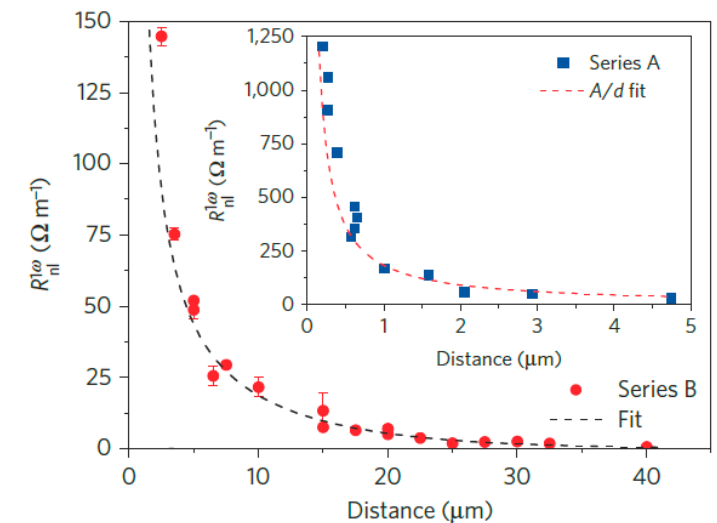 150
125
100
75
50
25
0
R_nl^1ω (Ω m⁻¹)
0 10 20 30 40
Distance (μm)
Series B
Fit
1,250
1,000
750
500
250
0
R_nl^1ω (Ω m⁻¹)
0 1 2 3 4 5
Distance (μm)
Series A
A/d fit